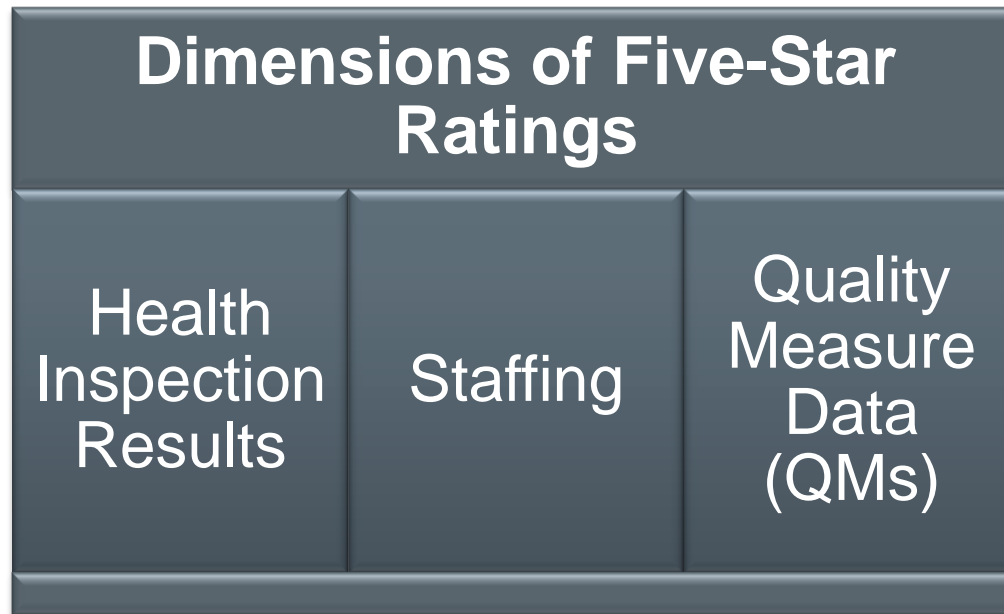 Dimensions of Five-Star
Ratings
Health
Inspection
Results
Staffing
Quality
Measure
Data
(QMs)